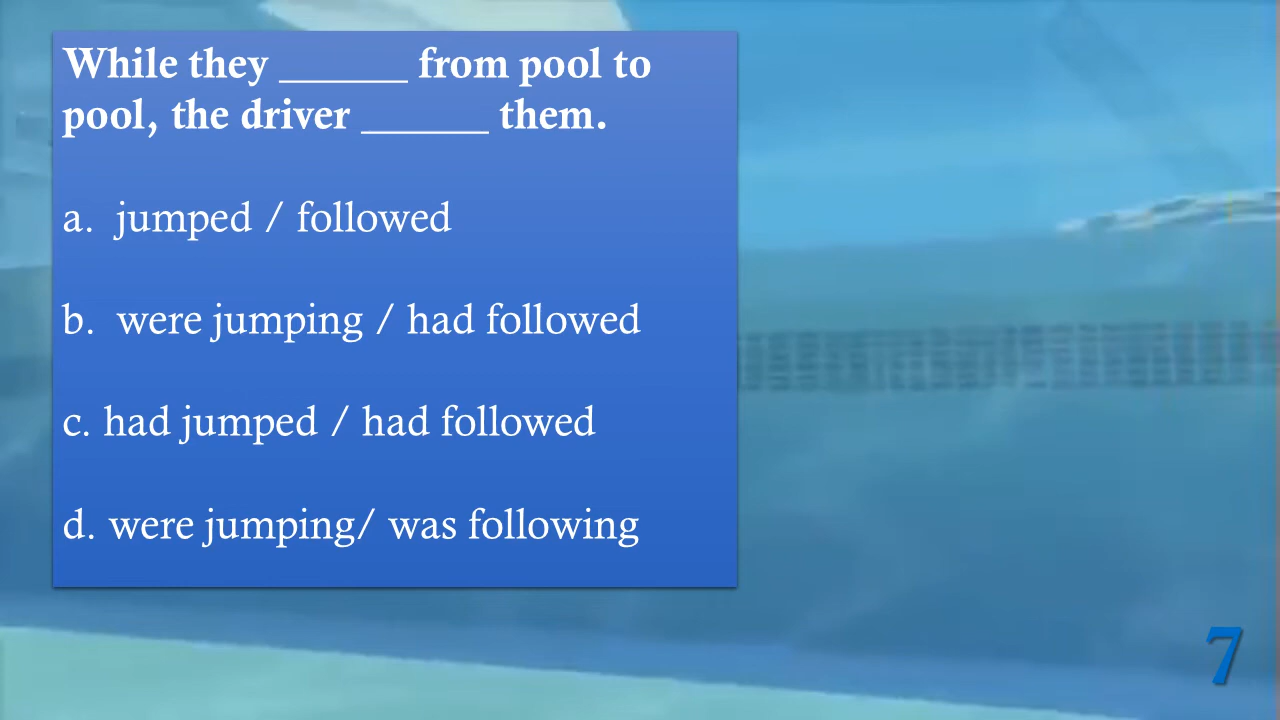 While they ______ from pool to
pool, the driver ______ them.
a. jumped / followed
b. were jumping / had followed
c. had jumped / had followed
d. were jumping/ was following
7